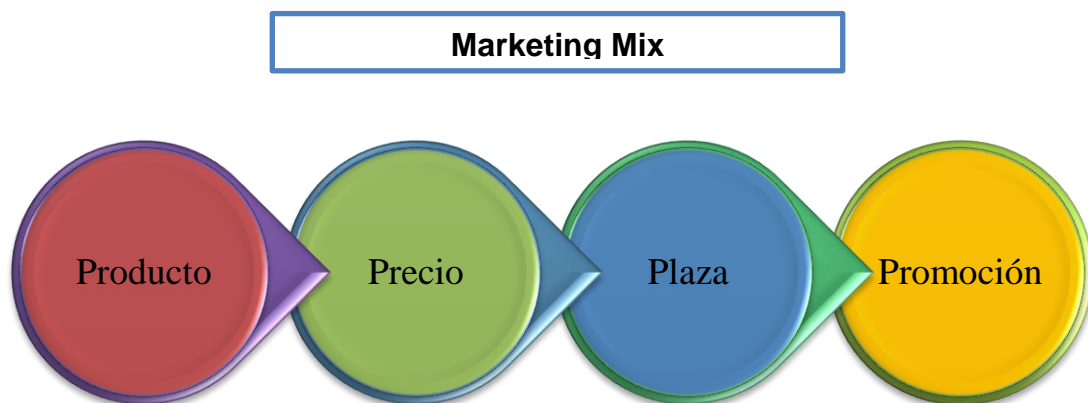 Marketing Mix
Producto
Precio
Plaza
Promoción